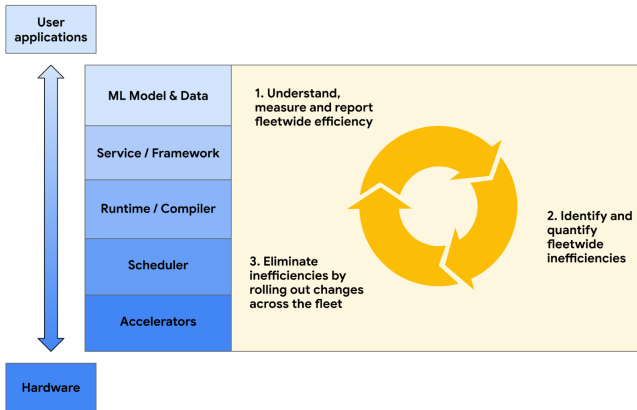 User
applications
ML Model & Data
Service / Framework
Runtime / Compiler
Scheduler
Accelerators
Hardware
1. Understand,
measure and report
fleetwide efficiency
2. Identify and
quantify
fleetwide
inefficiencies
3. Eliminate
inefficiencies by
rolling out changes
across the fleet